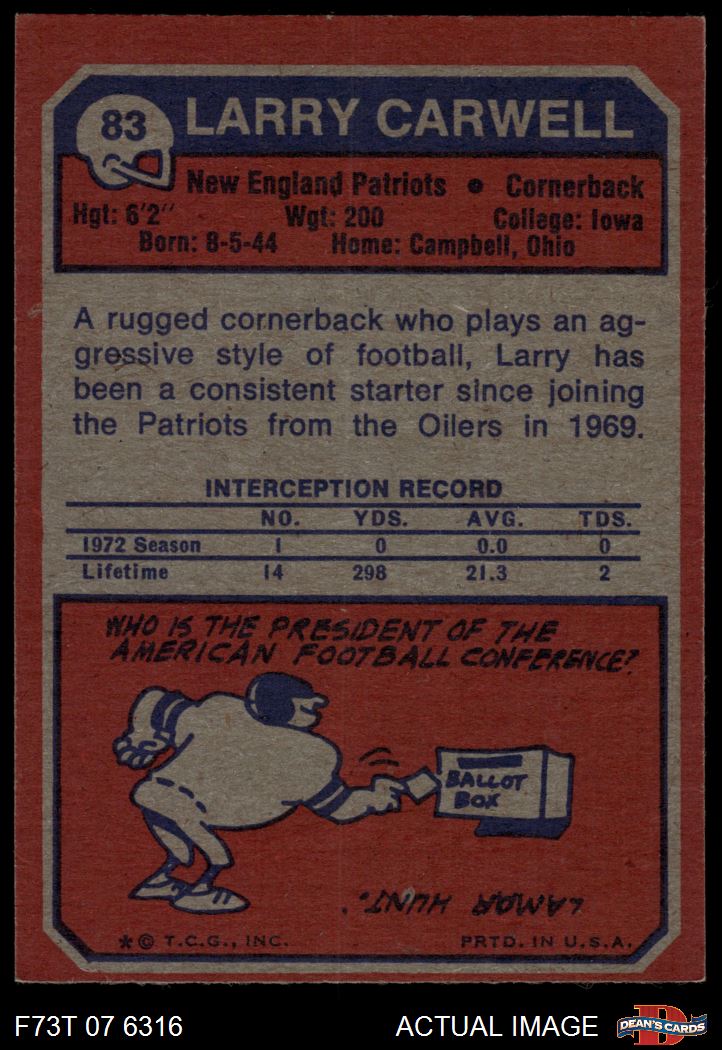 83
LARRY CARWELL
New England Patriots • Cornerback
Hgt: 6'2" Wgt: 200 College: Iowa
Born: 8-5-44 Home: Campbell, Ohio
A rugged cornerback who plays an ag-
gressive style of football, Larry has
been a consistent starter since joining
the Patriots from the Oilers in 1969.
INTERCEPTION RECORD
NO. YDS. AVG. TDS.
1972 Season 1 0 0.0 0
Lifetime 14 298 21.3 2
WHO IS THE PRESIDENT OF THE
AMERICAN FOOTBALL CONFERENCE?
BALLOT
BOX
LAMAR HUNT.
*© T.C.G., INC. PRTD. IN U.S.A.
F73T 07 6316 ACTUAL IMAGE
D
DEAN'S CARDS